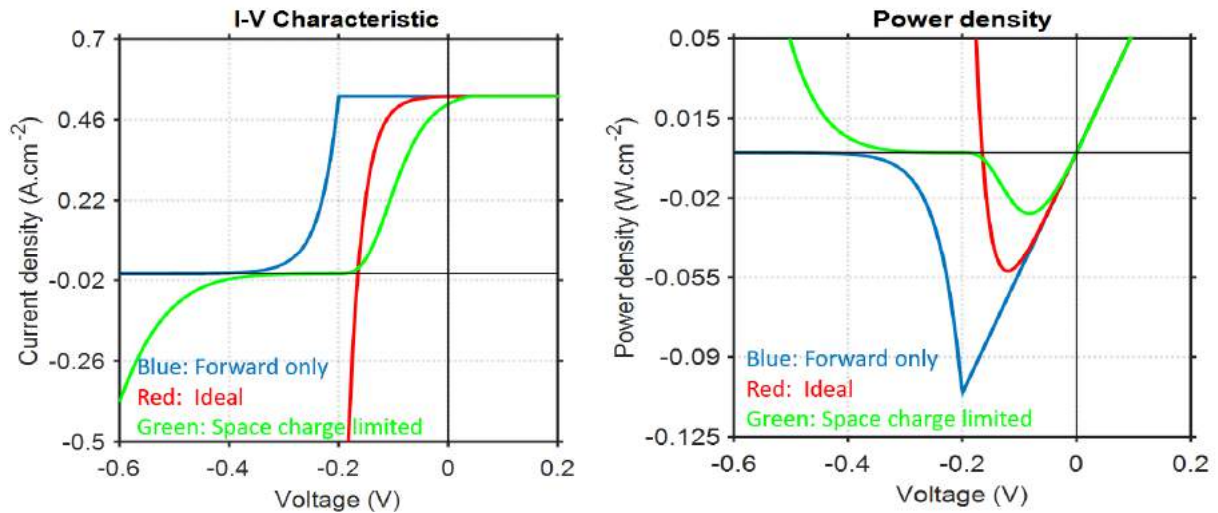 I-V Characteristic
Current density (A.cm⁻²)
0.7
0.46
0.22
-0.02
-0.26
-0.5
Blue: Forward only
Red: Ideal
Green: Space charge limited
-0.6 -0.4 -0.2 0 0.2
Voltage (V)
Power density
Power density (W.cm⁻²)
0.05
0.015
-0.02
-0.055
-0.09
-0.125
Blue: Forward only
Red: Ideal
Green: Space charge limited
-0.6 -0.4 -0.2 0 0.2
Voltage (V)